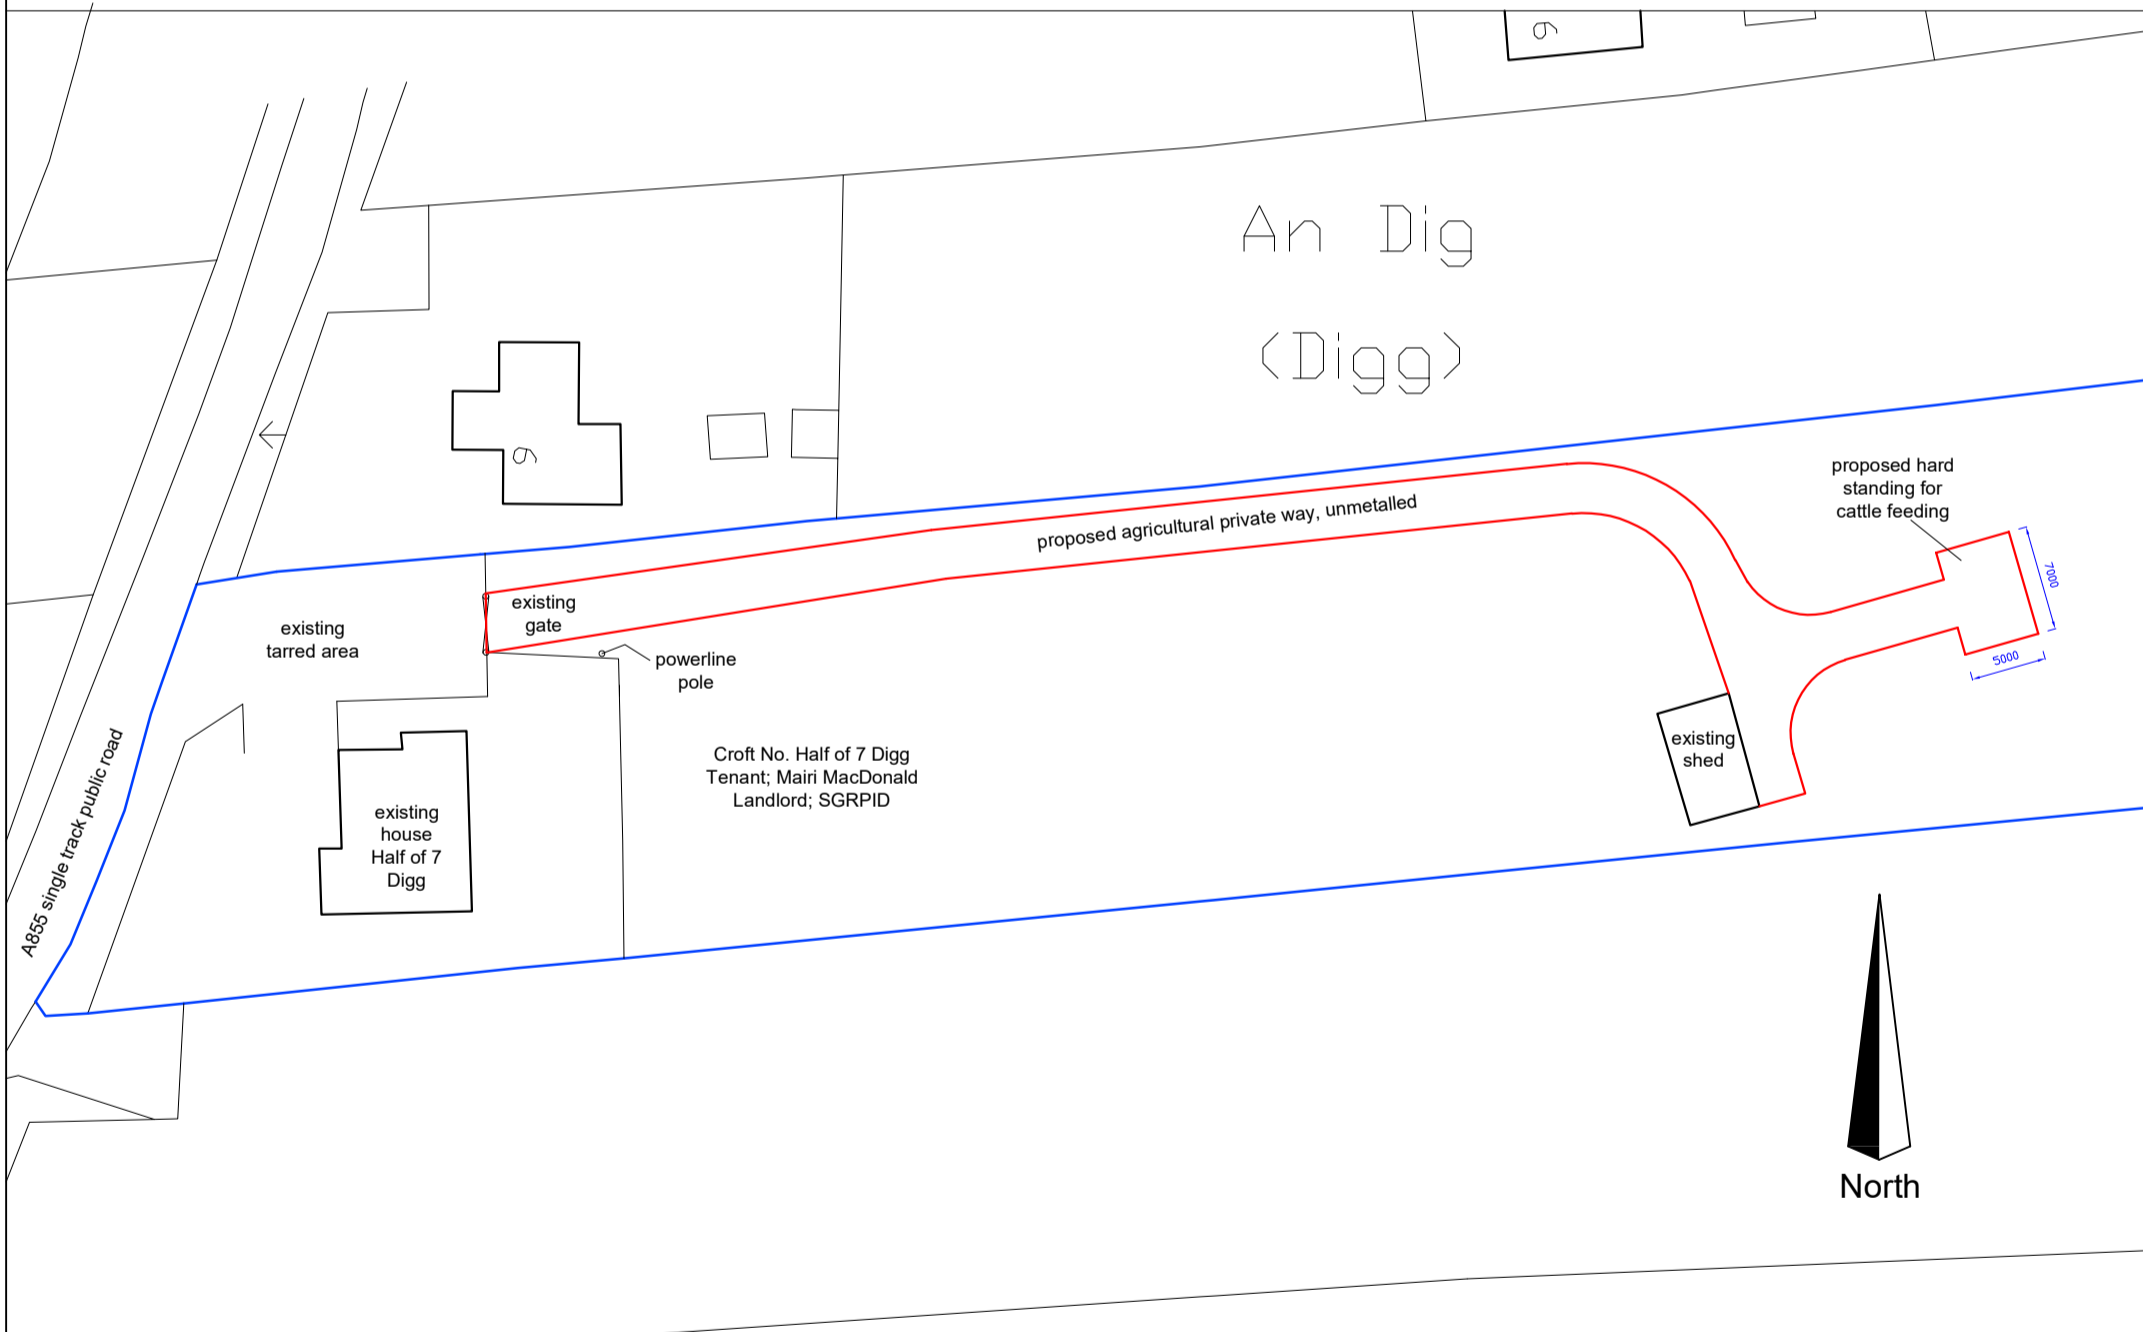 9
An Dig
(Digg)
9
proposed hard
standing for
cattle feeding
proposed agricultural private way, unmetalled
7000
existing
gate
existing
tarred area
powerline
pole
5000
A855 single track public road
Croft No. Half of 7 Digg
Tenant; Mairi MacDonald
Landlord; SGRPID
existing
shed
existing
house
Half of 7
Digg
North